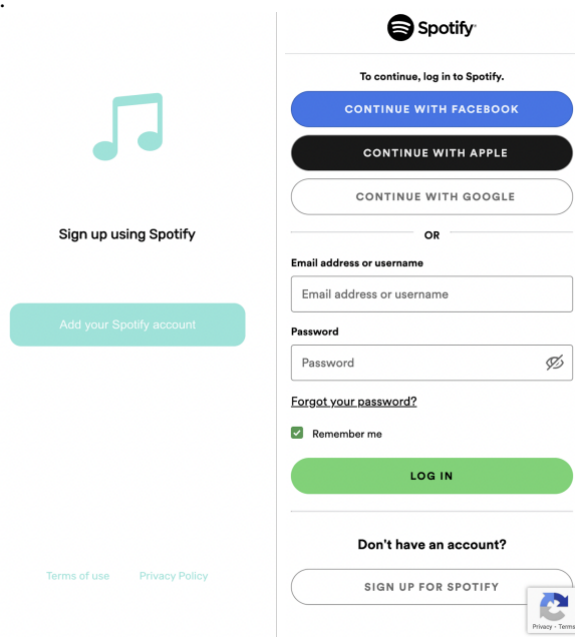 Sign up using Spotify
Add your Spotify account
Terms of use Privacy Policy
Spotify
To continue, log in to Spotify.
CONTINUE WITH FACEBOOK
CONTINUE WITH APPLE
CONTINUE WITH GOOGLE
OR
Email address or username
Email address or username
Password
Password
Forgot your password?
Remember me
LOG IN
Don't have an account?
SIGN UP FOR SPOTIFY
Privacy - Terms